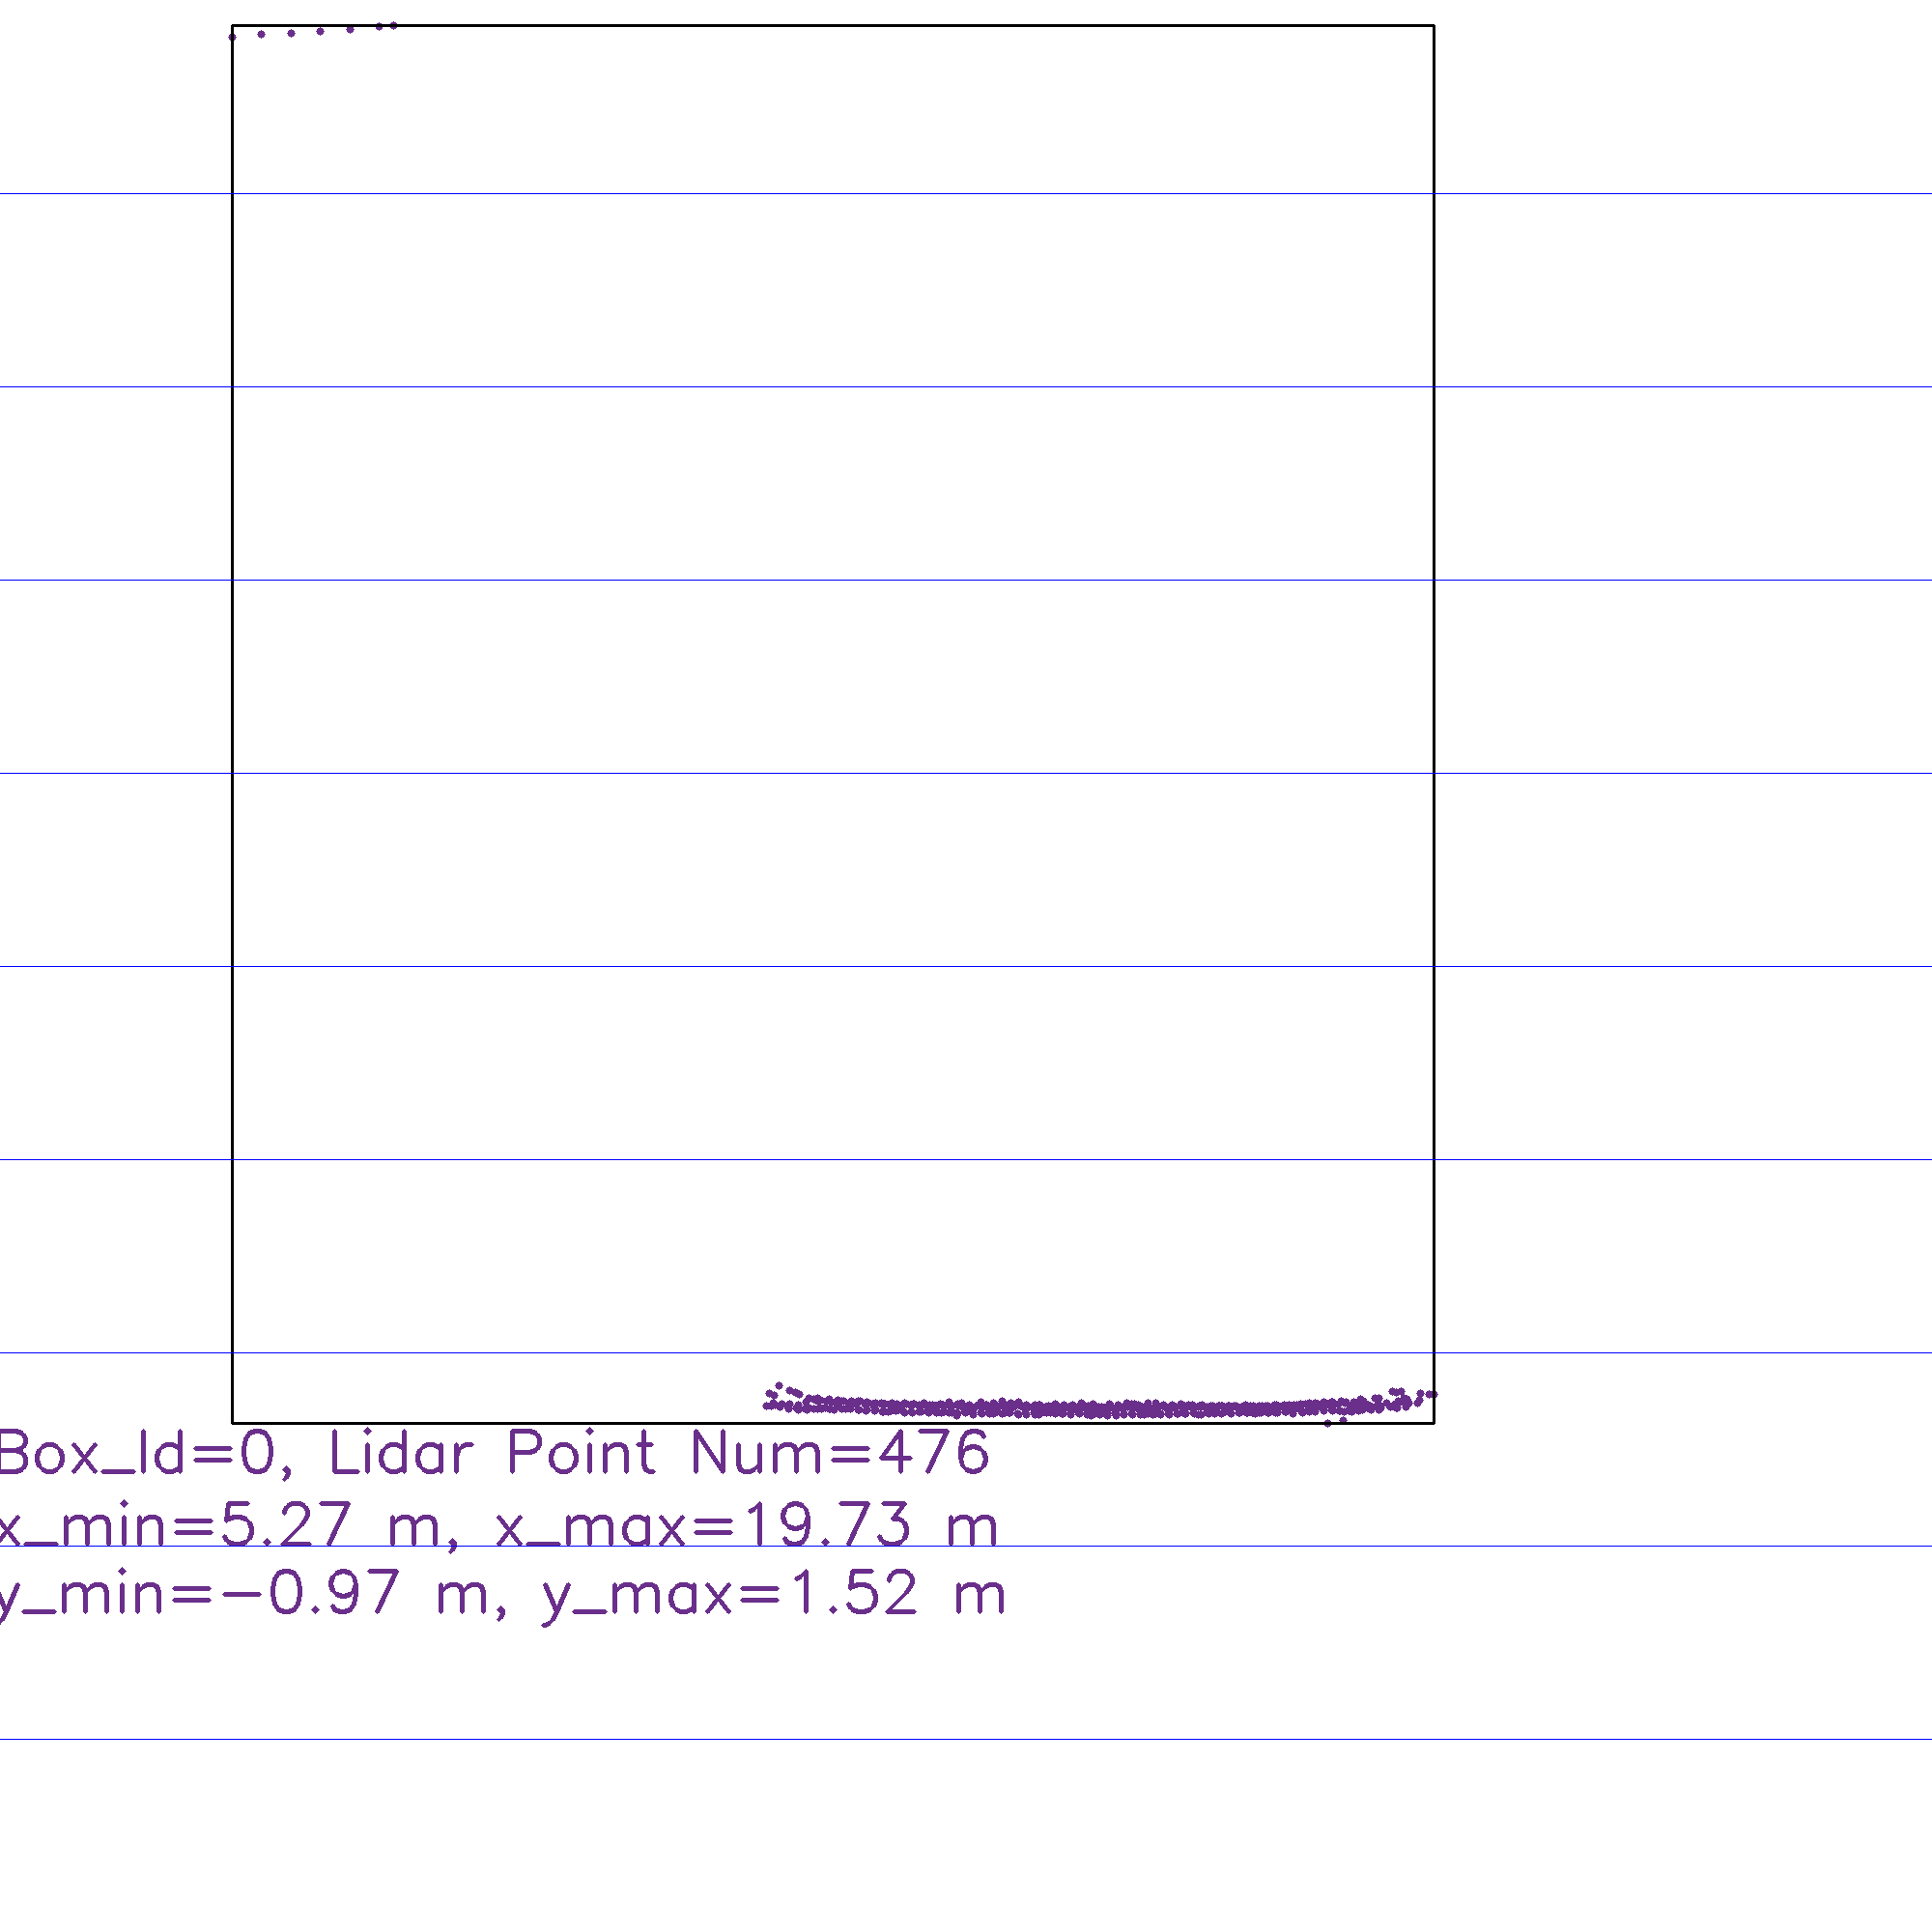 Box_Id=0, Lidar Point Num=476
x_min=5.27 m, x_max=19.73 m
y_min=-0.97 m, y_max=1.52 m